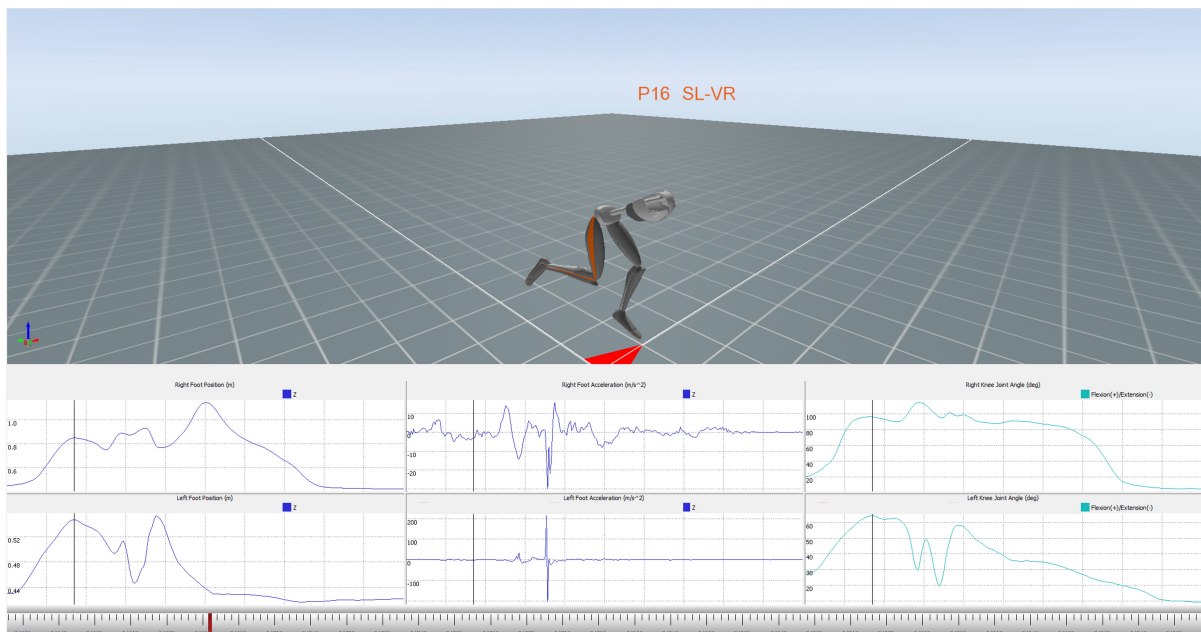 P16 SL-VR
Right Foot Position (m)
Z
1.0
0.8
0.6
Right Foot Acceleration (m/s^2)
Z
10
0
-10
-20
Right Knee Joint Angle (deg)
Flexion(+)/Extension(-)
100
80
60
40
20
Left Foot Position (m)
Z
0.52
0.48
0.44
Left Foot Acceleration (m/s^2)
Z
200
100
0
-100
Left Knee Joint Angle (deg)
Flexion(+)/Extension(-)
60
50
40
30
20